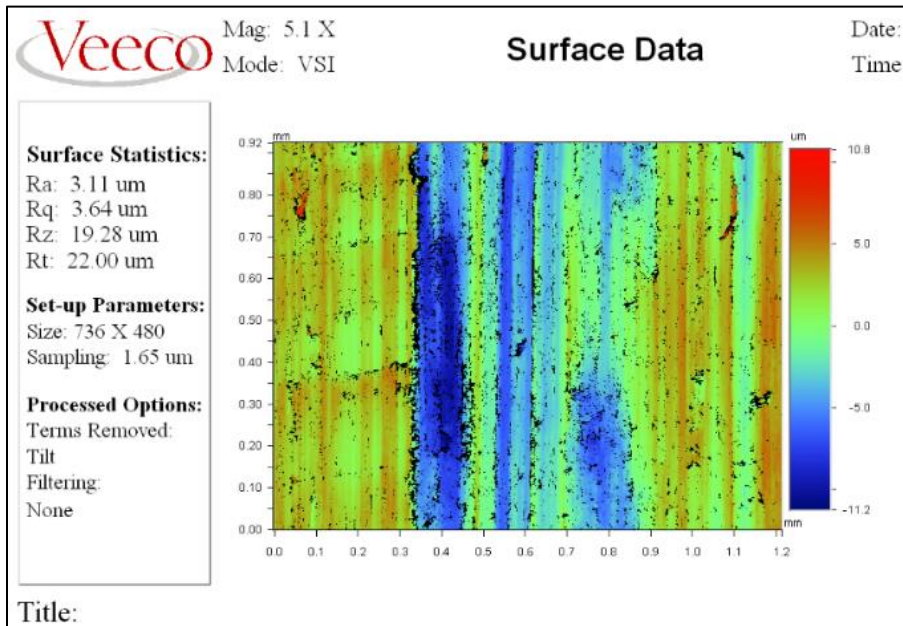 Veeco
Mag: 5.1 X
Mode: VSI
Surface Data
Date:
Time
Surface Statistics:
Ra: 3.11 um
Rq: 3.64 um
Rz: 19.28 um
Rt: 22.00 um
Set-up Parameters:
Size: 736 X 480
Sampling: 1.65 um
Processed Options:
Terms Removed:
Tilt
Filtering:
None
mm
0.92
0.80
0.70
0.60
0.50
0.40
0.30
0.20
0.10
0.00
0.0 0.1 0.2 0.3 0.4 0.5 0.6 0.7 0.8 0.9 1.0 1.1 1.2
mm
um
10.8
5.0
0.0
-5.0
-11.2
Title: